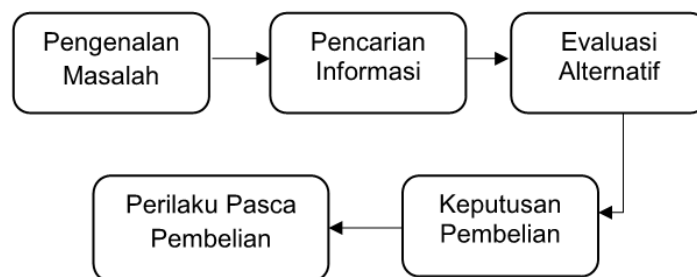 Pengenalan
Masalah
Pencarian
Informasi
Evaluasi
Alternatif
Keputusan
Pembelian
Perilaku Pasca
Pembelian